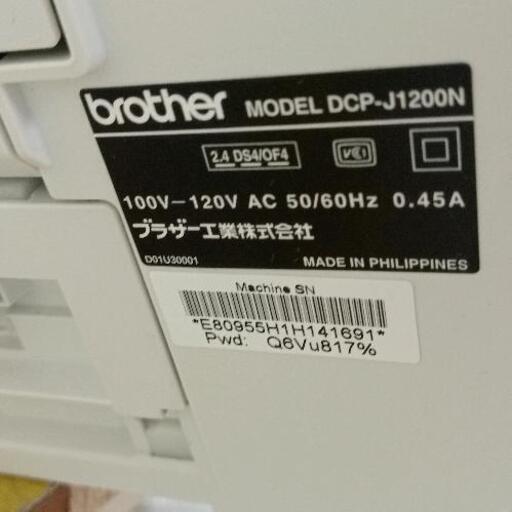 brother MODEL DCP-J1200N
2.4 DS4/OF4 VCI
100V-120V AC 50/60Hz 0.45A
ブラザー工業株式会社
D01U30001 MADE IN PHILIPPINES
Machine SN
*E80955H1H141691*
Pwd: Q6Vu817%